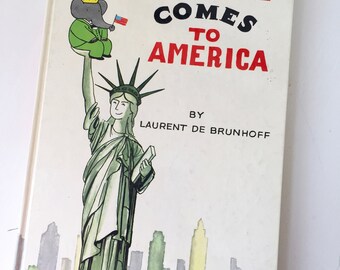 COMES
TO
AMERICA
BY
LAURENT DE BRUNHOFF